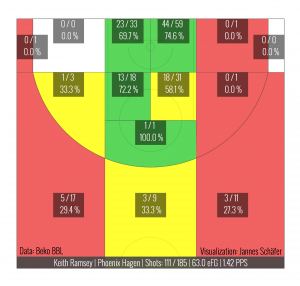 0 / 0
0.0 %
23 / 33
69.7 %
44 / 59
74.6 %
0 / 1
0.0 %
0 / 1
0.0 %
0 / 0
0.0 %
1 / 3
33.3 %
13 / 18
72.2 %
18 / 31
58.1 %
0 / 1
0.0 %
1 / 1
100.0 %
5 / 17
29.4 %
3 / 9
33.3 %
3 / 11
27.3 %
Data: Beko BBL
Visualization: Jannes Schäfer
Keith Ramsey | Phoenix Hagen | Shots: 111 / 185 | 63.0 eFG | 1.42 PPS